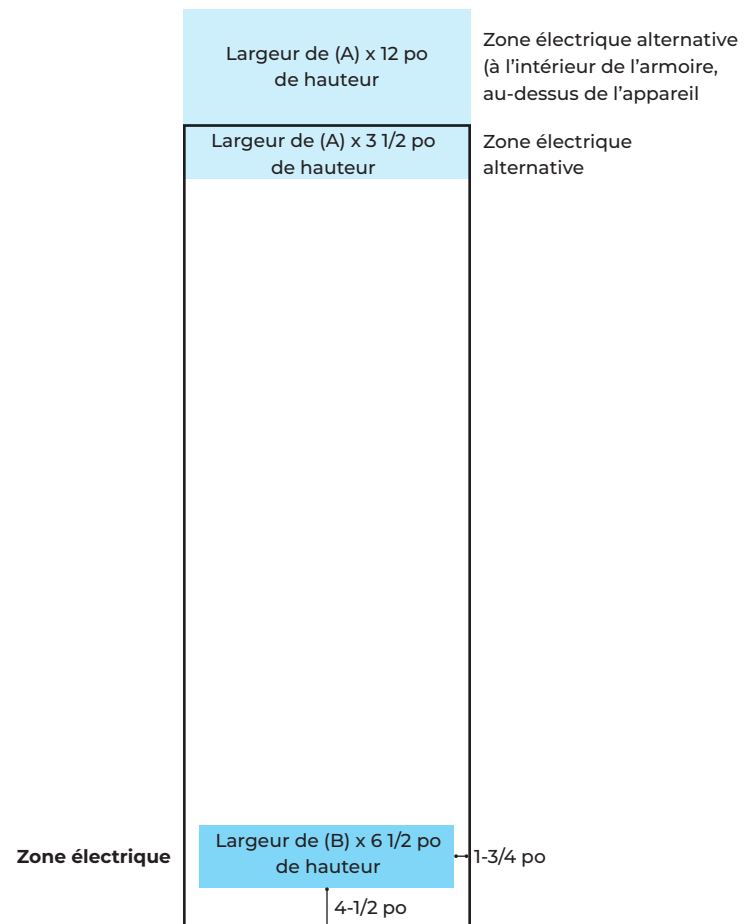 Largeur de (A) x 12 po
de hauteur
Zone électrique alternative
(à l'intérieur de l'armoire,
au-dessus de l'appareil
Largeur de (A) x 3 1/2 po
de hauteur
Zone électrique
alternative
Zone électrique
Largeur de (B) x 6 1/2 po
de hauteur
1-3/4 po
4-1/2 po